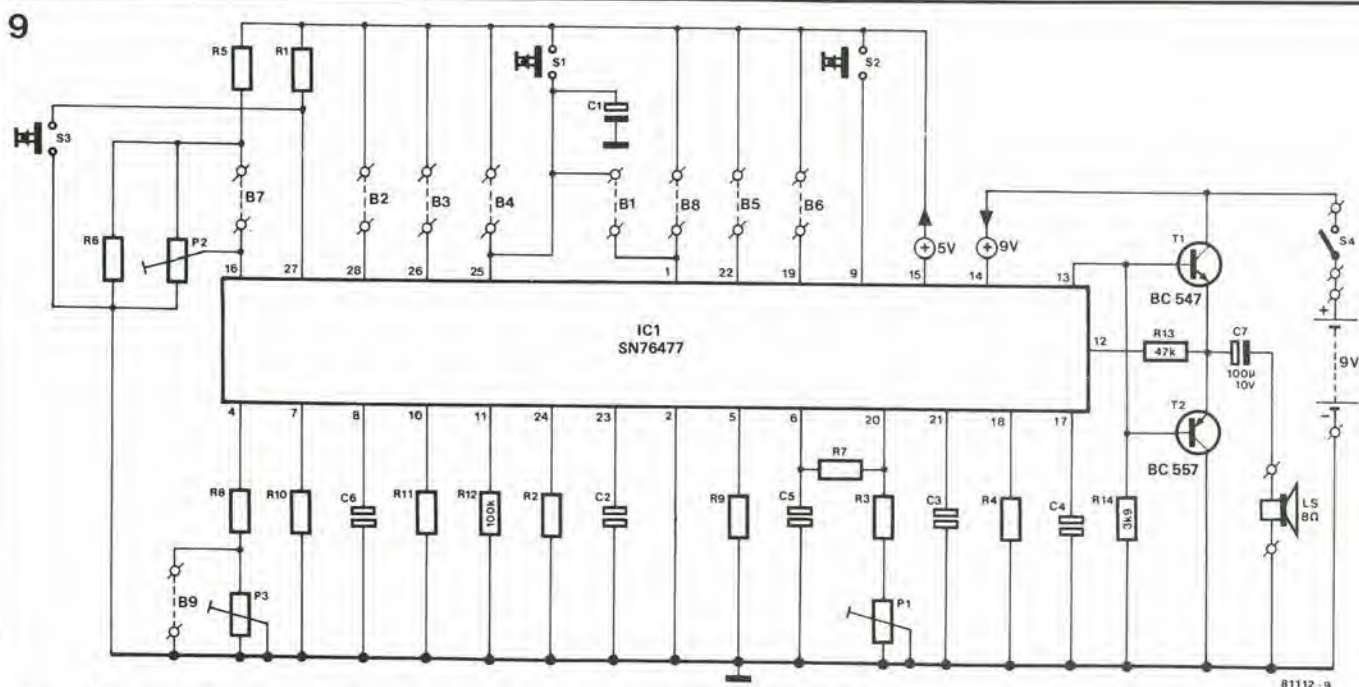 9
R5
R1
S1
C1
S2
S3
B7
B2
B3
B4
B1
B8
B5
B6
5V
9V
S4
R6
P2
16
27
28
26
25
1
22
19
9
15
14
13
T1
BC 547
IC1
SN76477
12
R13
47k
C7
100µ
10V
9V
T2
BC 557
4
7
8
10
11
24
23
2
5
6
20
21
18
17
R7
R8
R10
C6
R11
R12
100k
R2
C2
R9
C5
R3
C3
R4
C4
R14
3k9
LS
8Ω
B9
P3
P1
81112 - 9